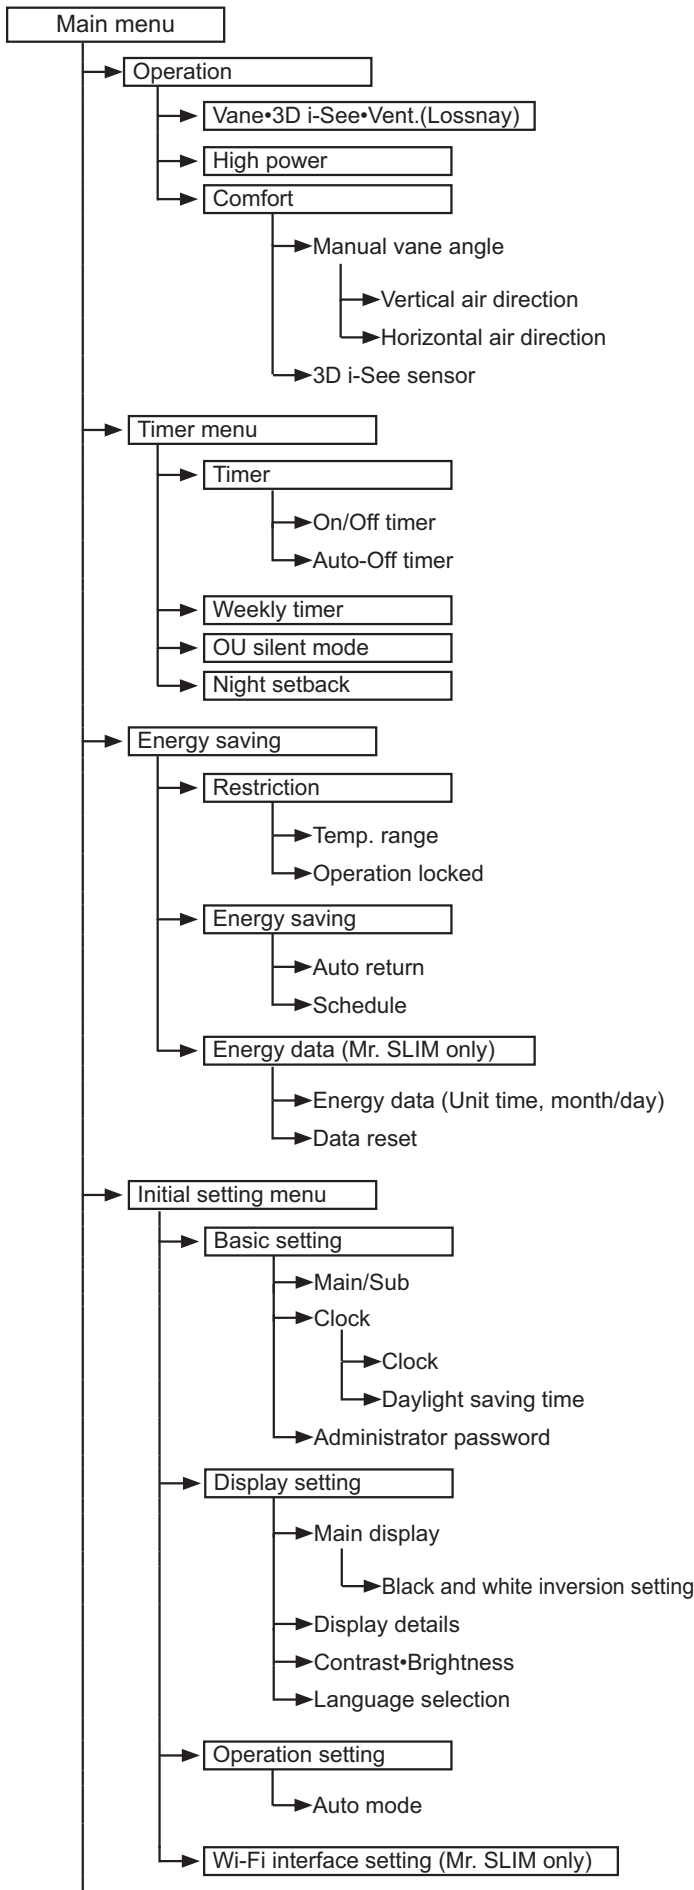 Main menu
Operation
Vane•3D i-See•Vent.(Lossnay)
High power
Comfort
Manual vane angle
Vertical air direction
Horizontal air direction
3D i-See sensor
Timer menu
Timer
On/Off timer
Auto-Off timer
Weekly timer
OU silent mode
Night setback
Energy saving
Restriction
Temp. range
Operation locked
Energy saving
Auto return
Schedule
Energy data (Mr. SLIM only)
Energy data (Unit time, month/day)
Data reset
Initial setting menu
Basic setting
Main/Sub
Clock
Clock
Daylight saving time
Administrator password
Display setting
Main display
Black and white inversion setting
Display details
Contrast•Brightness
Language selection
Operation setting
Auto mode
Wi-Fi interface setting (Mr. SLIM only)